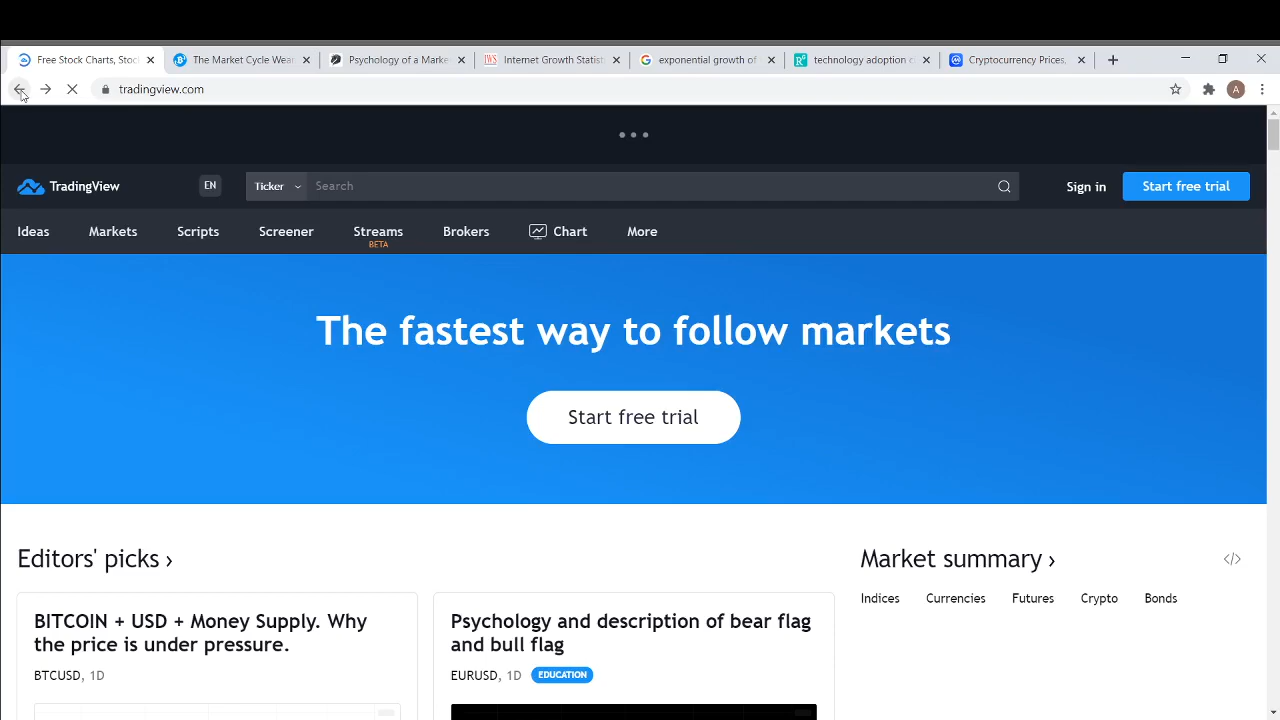 Free Stock Charts, Stoc
The Market Cycle Wea
Psychology of a Marke
Internet Growth Statist
exponential growth of
technology adoption c
Cryptocurrency Prices,
tradingview.com
A
TradingView
EN
Ticker
Search
Sign in
Start free trial
Ideas
Markets
Scripts
Screener
Streams
BETA
Brokers
Chart
More
The fastest way to follow markets
Start free trial
Editors' picks ›
BITCOIN + USD + Money Supply. Why
the price is under pressure.
BTCUSD, 1D
Psychology and description of bear flag
and bull flag
EURUSD, 1D EDUCATION
Market summary ›
</>
Indices Currencies Futures Crypto Bonds